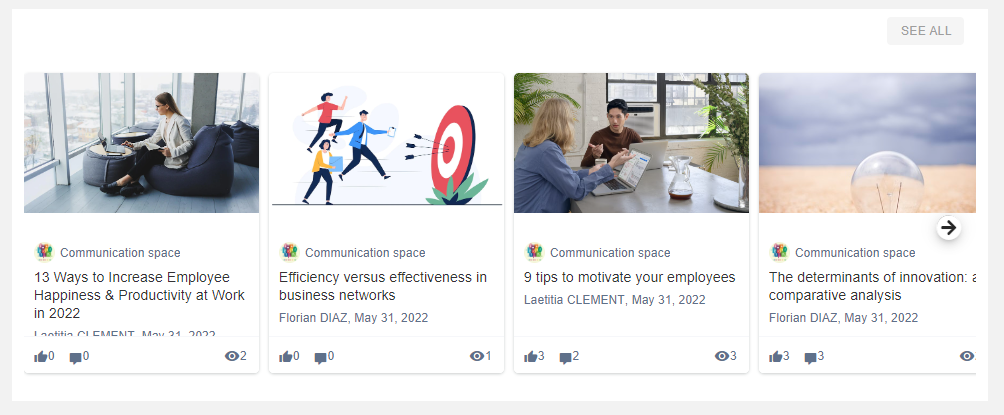 SEE ALL
Communication space
13 Ways to Increase Employee
Happiness & Productivity at Work
in 2022
Laetitia CLEMENT, May 31, 2022
0 0 2
Communication space
Efficiency versus effectiveness in
business networks
Florian DIAZ, May 31, 2022
0 0 1
Communication space
9 tips to motivate your employees
Laetitia CLEMENT, May 31, 2022
3 2 3
Communication space
The determinants of innovation: a
comparative analysis
Florian DIAZ, May 31, 2022
3 3